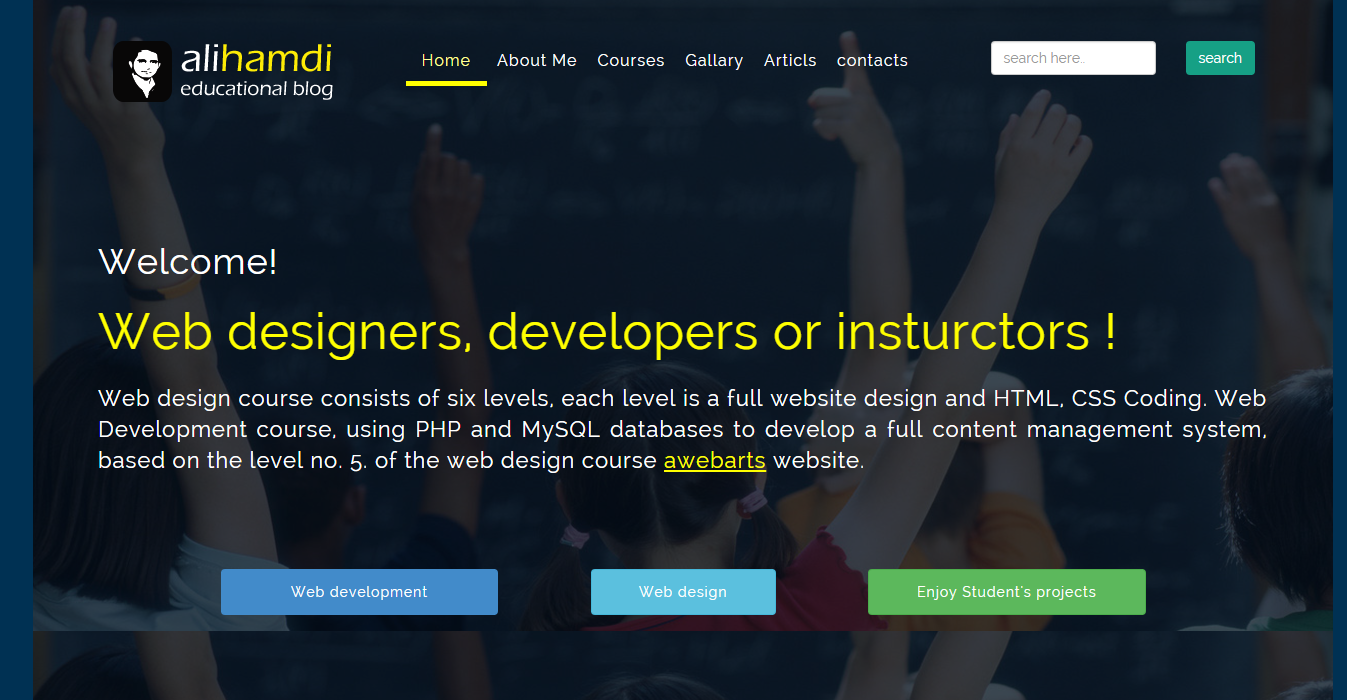 alihamdi
educational blog
Home About Me Courses Gallary Articls contacts
search here..
search
Welcome!
Web designers, developers or insturctors !
Web design course consists of six levels, each level is a full website design and HTML, CSS Coding. Web
Development course, using PHP and MySQL databases to develop a full content management system,
based on the level no. 5. of the web design course awebarts website.
Web development
Web design
Enjoy Student's projects